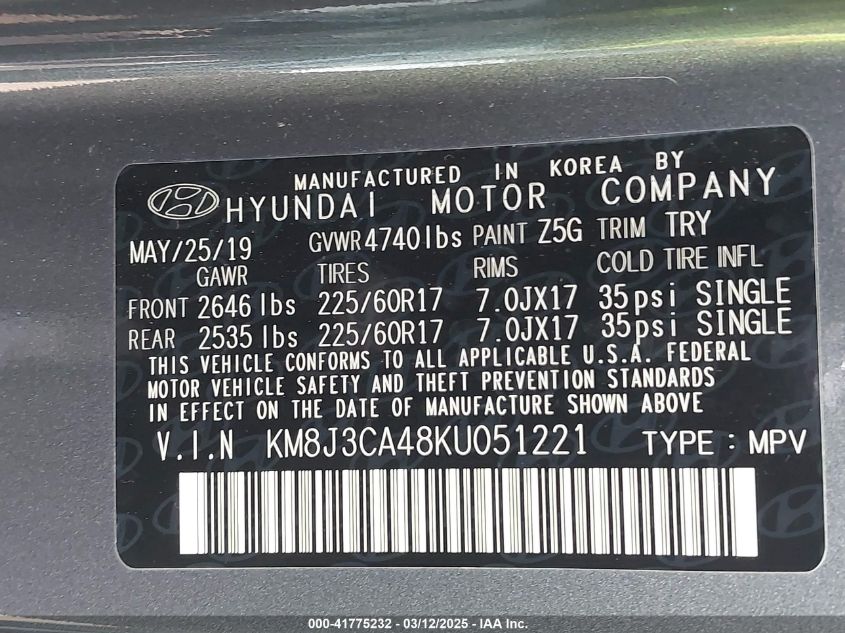 MANUFACTURED IN KOREA BY
HYUNDAI MOTOR COMPANY
MAY/25/19 GVWR 4740lbs PAINT Z5G TRIM TRY
GAWR TIRES RIMS COLD TIRE INFL
FRONT 2646 lbs 225/60R17 7.0JX17 35psi SINGLE
REAR 2535 lbs 225/60R17 7.0JX17 35psi SINGLE
THIS VEHICLE CONFORMS TO ALL APPLICABLE U.S.A. FEDERAL
MOTOR VEHICLE SAFETY AND THEFT PREVENTION STANDARDS
IN EFFECT ON THE DATE OF MANUFACTURE SHOWN ABOVE
V.I.N KM8J3CA48KU051221 TYPE : MPV
000-41775232 - 03/12/2025 - IAA Inc.